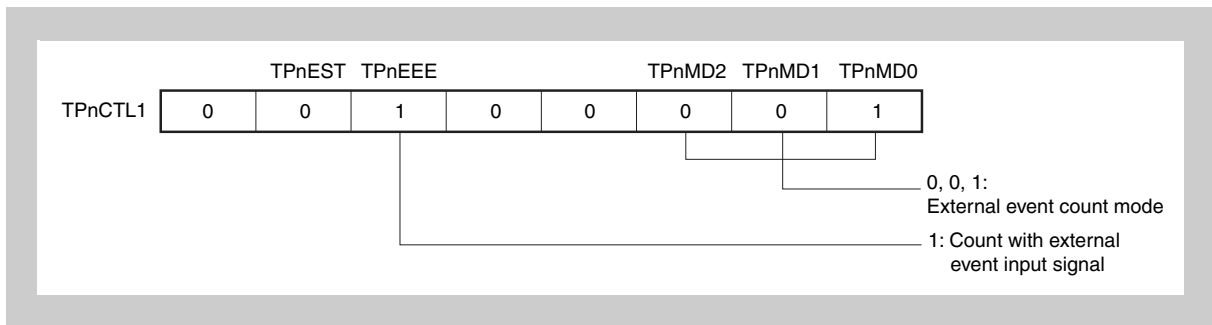 TPnEST TPnEEE TPnMD2 TPnMD1 TPnMD0
TPnCTL1 0 0 1 0 0 0 0 1
0, 0, 1:
External event count mode
1: Count with external
event input signal